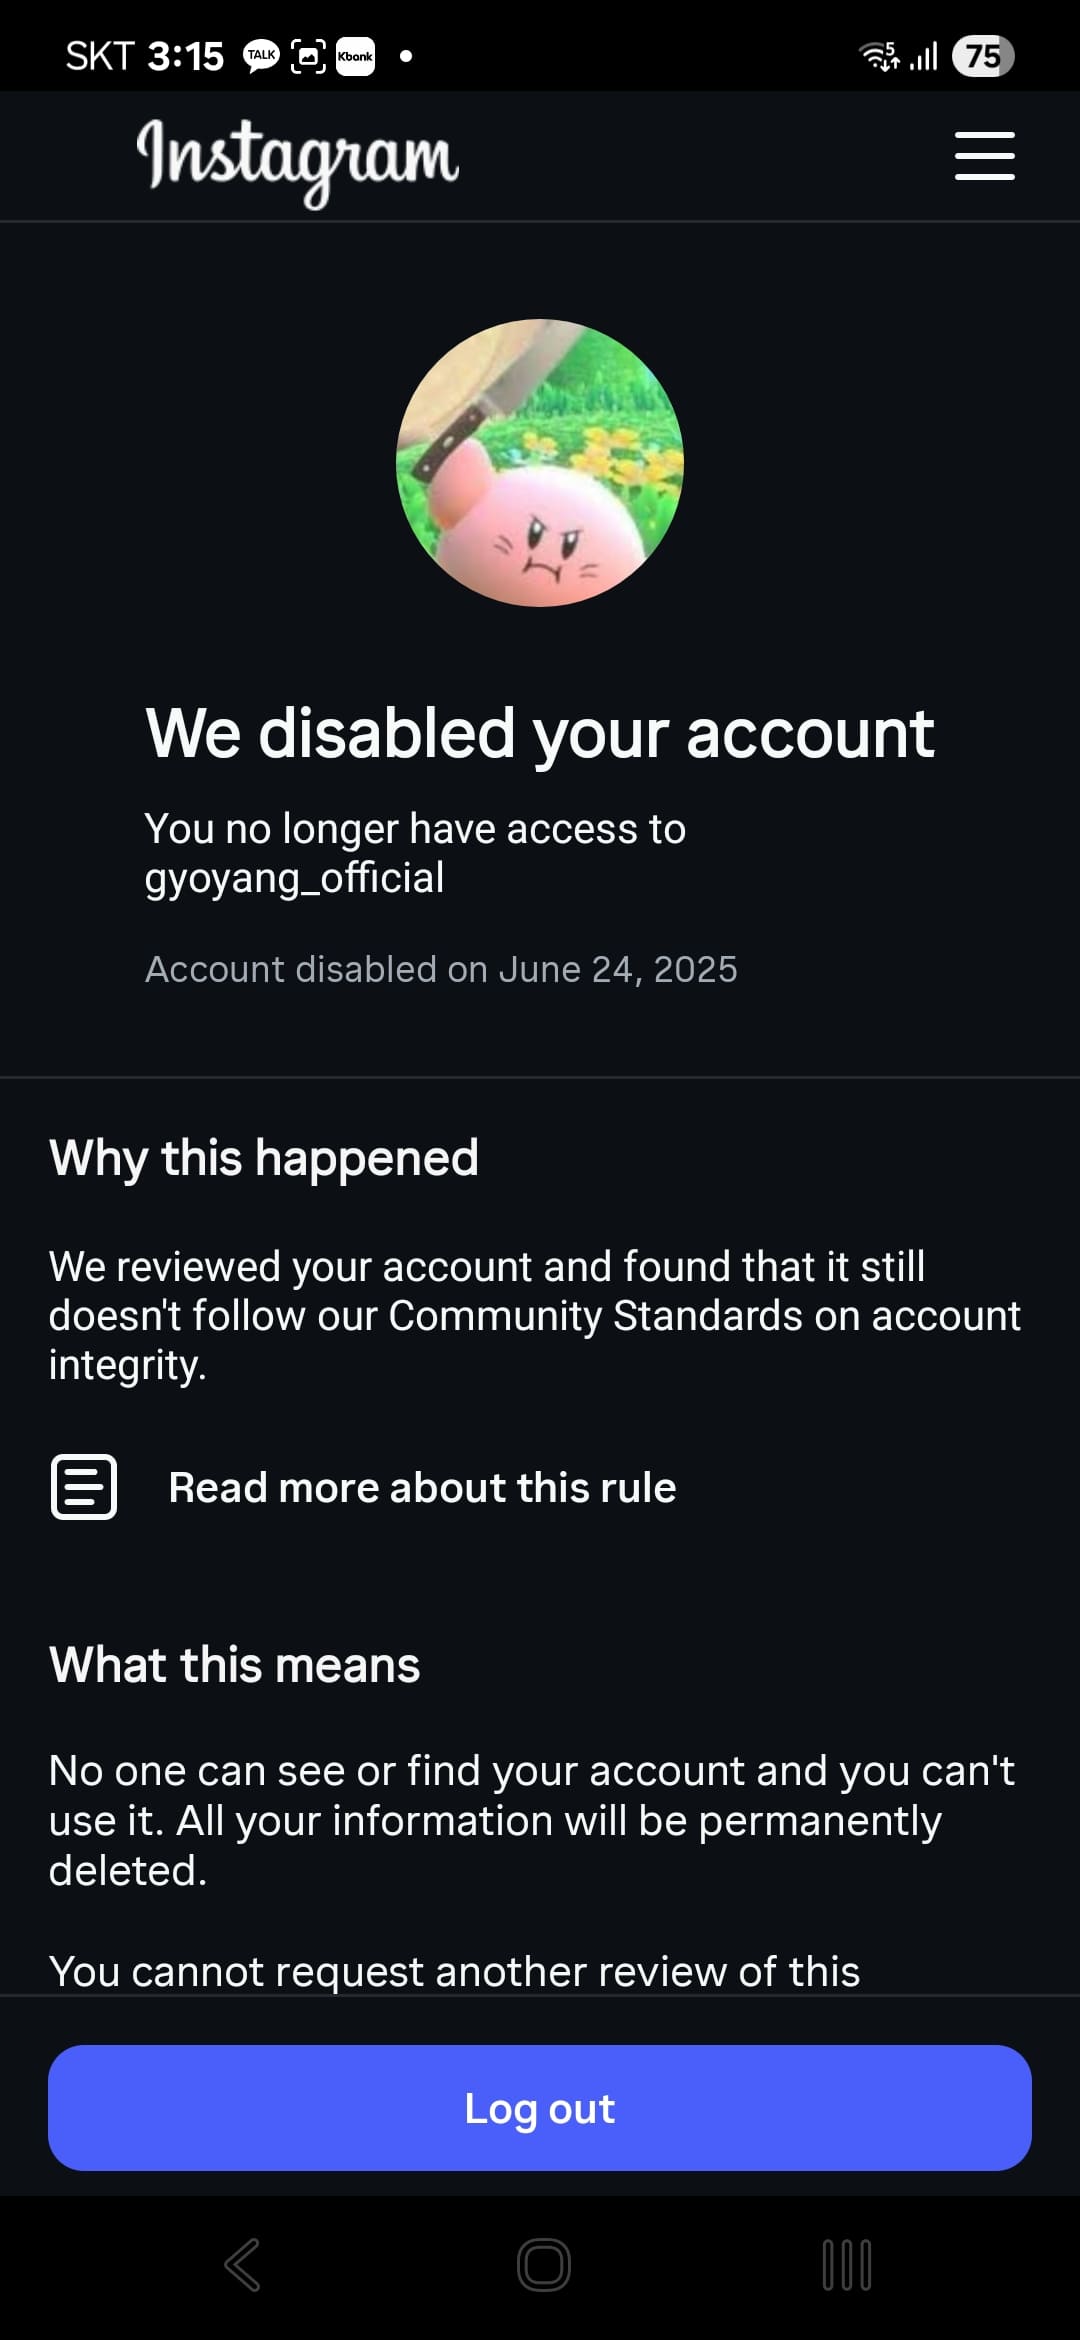 SKT 3:15 TALK Kbank 5 75
Instagram
We disabled your account
You no longer have access to
gyoyang_official
Account disabled on June 24, 2025
Why this happened
We reviewed your account and found that it still
doesn't follow our Community Standards on account
integrity.
Read more about this rule
What this means
No one can see or find your account and you can't
use it. All your information will be permanently
deleted.
You cannot request another review of this
Log out